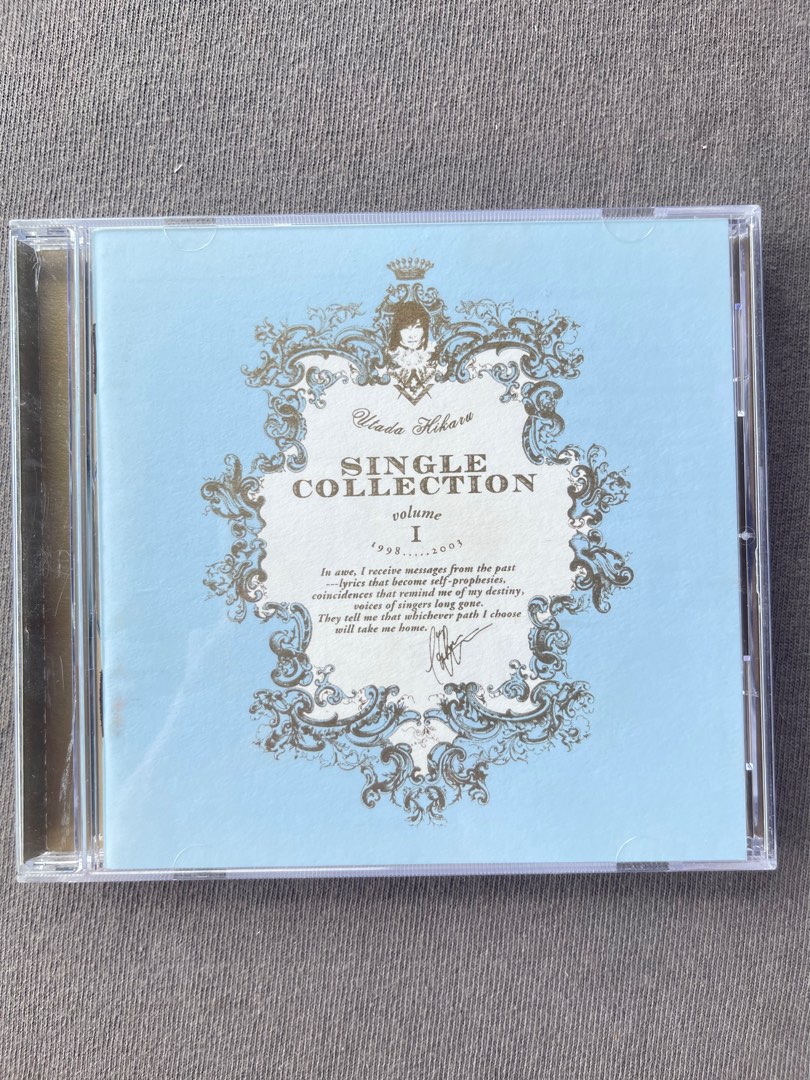 Utada Hikaru
SINGLE
COLLECTION
volume
I
1998.....2003
In awe, I receive messages from the past
---lyrics that become self-prophesies,
coincidences that remind me of my destiny,
voices of singers long gone.
They tell me that whichever path I choose
will take me home.